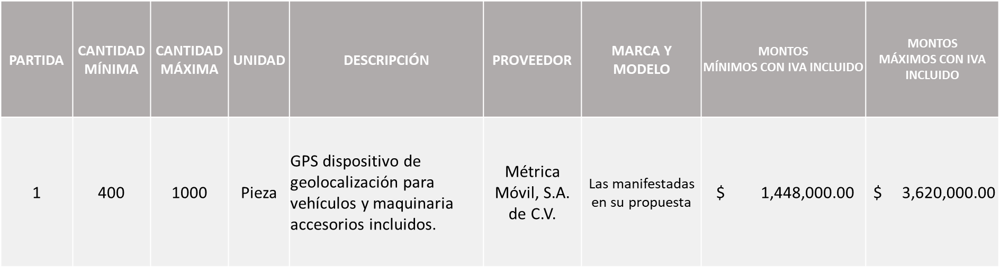 PARTIDA
CANTIDAD
MÍNIMA
CANTIDAD
MÁXIMA
UNIDAD
DESCRIPCIÓN
PROVEEDOR
MARCA Y
MODELO
MONTOS
MÍNIMOS CON IVA INCLUIDO
MONTOS
MÁXIMOS CON IVA
INCLUIDO
1
400
1000
Pieza
GPS dispositivo de
geolocalización para
vehículos y maquinaria
accesorios incluidos.
Métrica
Móvil, S.A.
de C.V.
Las manifestadas
en su propuesta
$ 1,448,000.00
$ 3,620,000.00